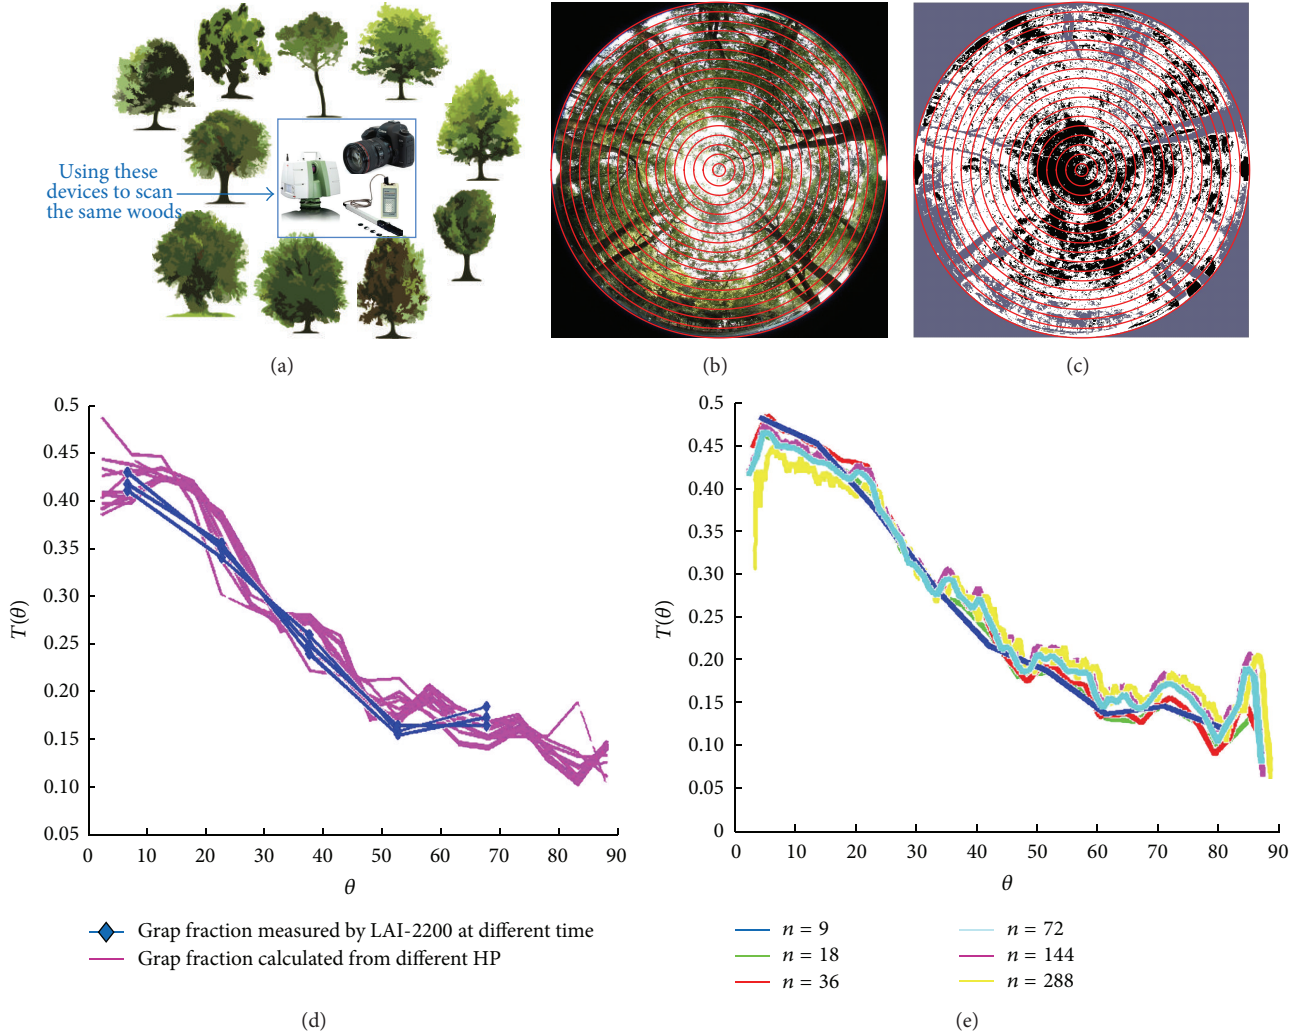 Using these
devices to scan
the same woods
(a)
(b)
(c)
0.5
0.45
0.40
0.35
0.30
0.25
0.20
0.15
0.10
0.05
T(θ)
0 10 20 30 40 50 60 70 80 90
θ
Grap fraction measured by LAI-2200 at different time
Grap fraction calculated from different HP
(d)
0.5
0.45
0.40
0.35
0.30
0.25
0.20
0.15
0.10
0.05
0
T(θ)
0 10 20 30 40 50 60 70 80 90
θ
n = 9
n = 18
n = 36
n = 72
n = 144
n = 288
(e)